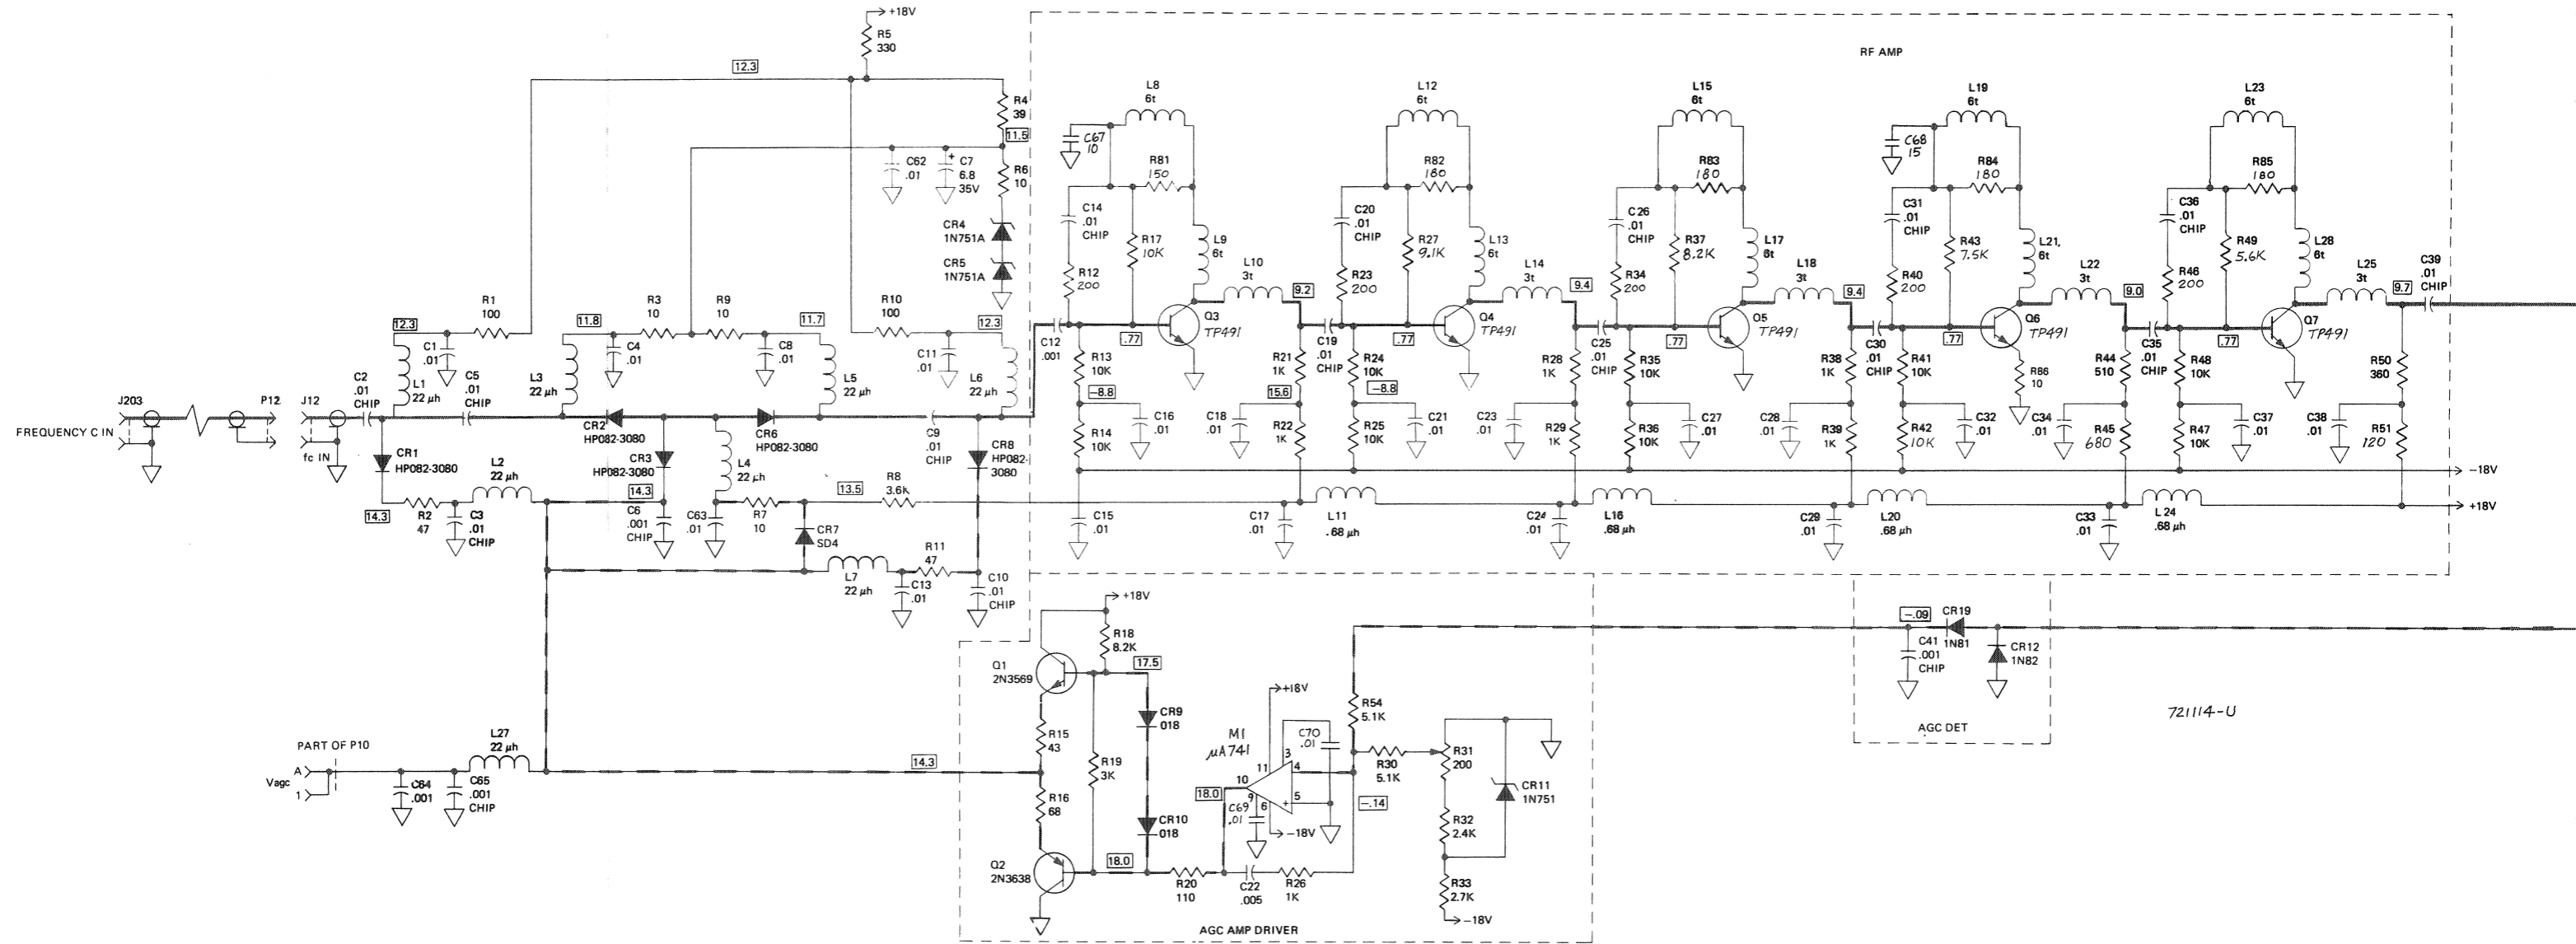 +18V
R5
330
12.3
RF AMP
R4
39
11.5
C62
.01
+
C7
6.8
35V
R6
10
CR4
1N751A
CR5
1N751A
R1
100
12.3
C1
.01
L1
22 µh
C2
.01
CHIP
C5
.01
CHIP
R3
10
11.8
C4
.01
L3
22 µh
R9
10
11.7
C8
.01
L5
22 µh
R10
100
12.3
C11
.01
L6
22 µh
J203
P12
J12
FREQUENCY C IN
fc IN
CR1
HP082-3080
CR2
HP082-3080
CR3
HP082-3080
CR6
HP082-3080
C9
.01
CHIP
CR8
HP082-
3080
L2
22 µh
14.3
R2
47
C3
.01
CHIP
14.3
C6
.001
CHIP
L4
22 µh
C63
.01
R7
10
13.5
R8
3.6K
CR7
SD4
L7
22 µh
C13
.01
R11
47
C10
.01
CHIP
L8
6t
C67
10
R81
150
C14
.01
CHIP
R17
10K
L9
6t
R12
200
L10
3t
9.2
Q3
TP491
C12
.001
.77
R13
10K
-8.8
R14
10K
C16
.01
C15
.01
L12
6t
R82
180
C20
.01
CHIP
R27
9.1K
L13
6t
R23
200
L14
3t
9.4
Q4
TP491
C19
.01
CHIP
.77
R21
1K
15.6
C18
.01
R22
1K
R24
10K
-8.8
R25
10K
C21
.01
C17
.01
L11
.68 µh
L15
6t
R83
180
C26
.01
CHIP
R37
8.2K
L17
6t
R34
200
L18
3t
9.4
Q5
TP491
C25
.01
CHIP
.77
R28
1K
C23
.01
R29
1K
R35
10K
R36
10K
C27
.01
C24
.01
L16
.68 µh
L19
6t
C68
15
R84
180
C31
.01
CHIP
R43
7.5K
L21,
6t
R40
200
L22
3t
9.0
Q6
TP491
C30
.01
CHIP
.77
R86
10
R38
1K
C28
.01
R39
1K
R41
10K
R42
10K
C32
.01
C29
.01
L20
.68 µh
L23
6t
R85
180
C36
.01
CHIP
R49
5.6K
L28
6t
R46
200
L25
3t
9.7
C39
.01
CHIP
Q7
TP491
C35
.01
CHIP
.77
R44
510
C34
.01
R45
680
R48
10K
R47
10K
C37
.01
R50
360
C38
.01
R51
120
C33
.01
L24
.68 µh
-18V
+18V
PART OF P10
A
Vagc
1
C64
.001
C65
.001
CHIP
L27
22 µh
14.3
+18V
R18
8.2K
17.5
Q1
2N3569
R15
43
R16
68
R19
3K
CR9
018
CR10
018
Q2
2N3638
18.0
R20
110
C22
.005
R26
1K
M1
µA741
+18V
C70
.01
3
11
4
10
9
6
5
+
18.0
C69
.01
-18V
R54
5.1K
R30
5.1K
-.14
R31
200
CR11
1N751
R32
2.4K
R33
2.7K
-18V
AGC AMP DRIVER
-.09
CR19
1N81
C41
.001
CHIP
CR12
1N82
AGC DET
721114-U